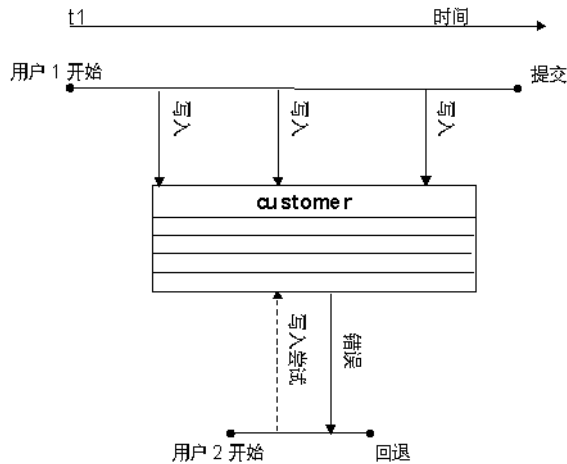 t1
时间
用户 1 开始
提交
写入
写入
写入
customer
写入尝试
错误
用户 2 开始
回退